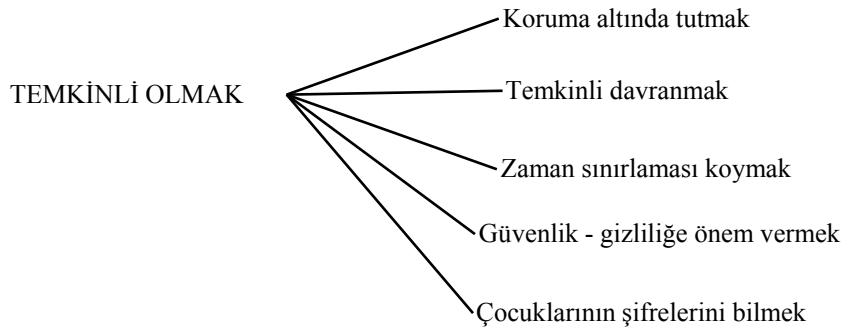 Koruma altında tutmak
TEMKİNLİ OLMAK
Temkinli davranmak
Zaman sınırlaması koymak
Güvenlik - gizliliğe önem vermek
Çocuklarının şifrelerini bilmek